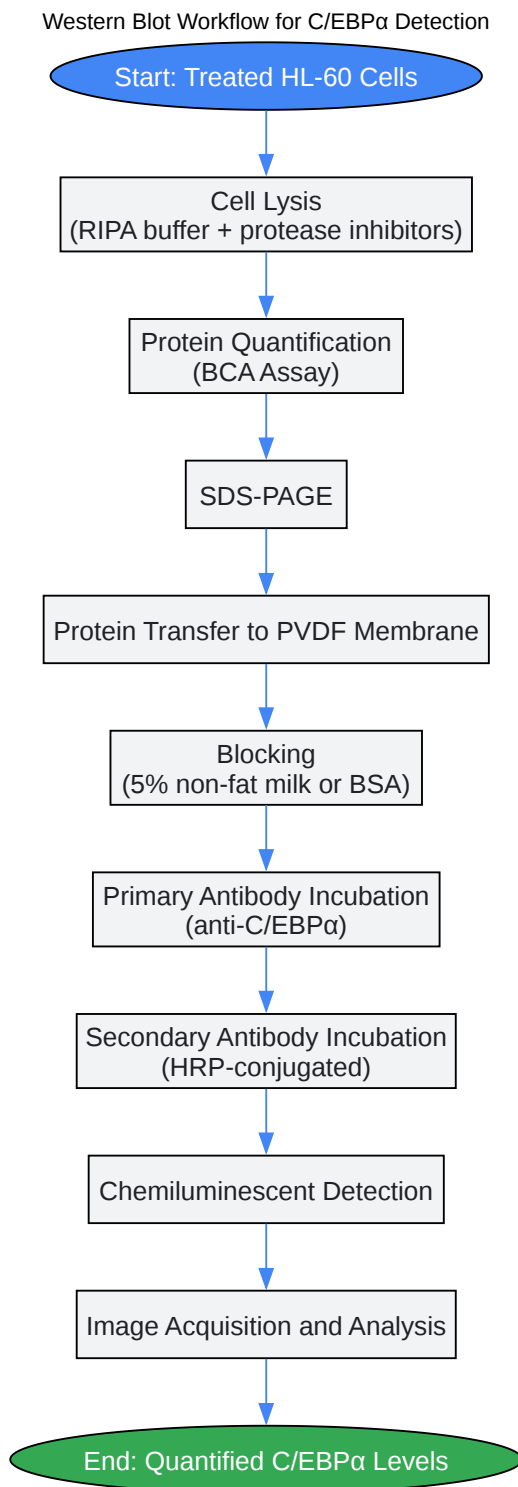 Western Blot Workflow for C/EBPα Detection
Start: Treated HL-60 Cells
Cell Lysis
(RIPA buffer + protease inhibitors)
Protein Quantification
(BCA Assay)
SDS-PAGE
Protein Transfer to PVDF Membrane
Blocking
(5% non-fat milk or BSA)
Primary Antibody Incubation
(anti-C/EBPα)
Secondary Antibody Incubation
(HRP-conjugated)
Chemiluminescent Detection
Image Acquisition and Analysis
End: Quantified C/EBPα Levels